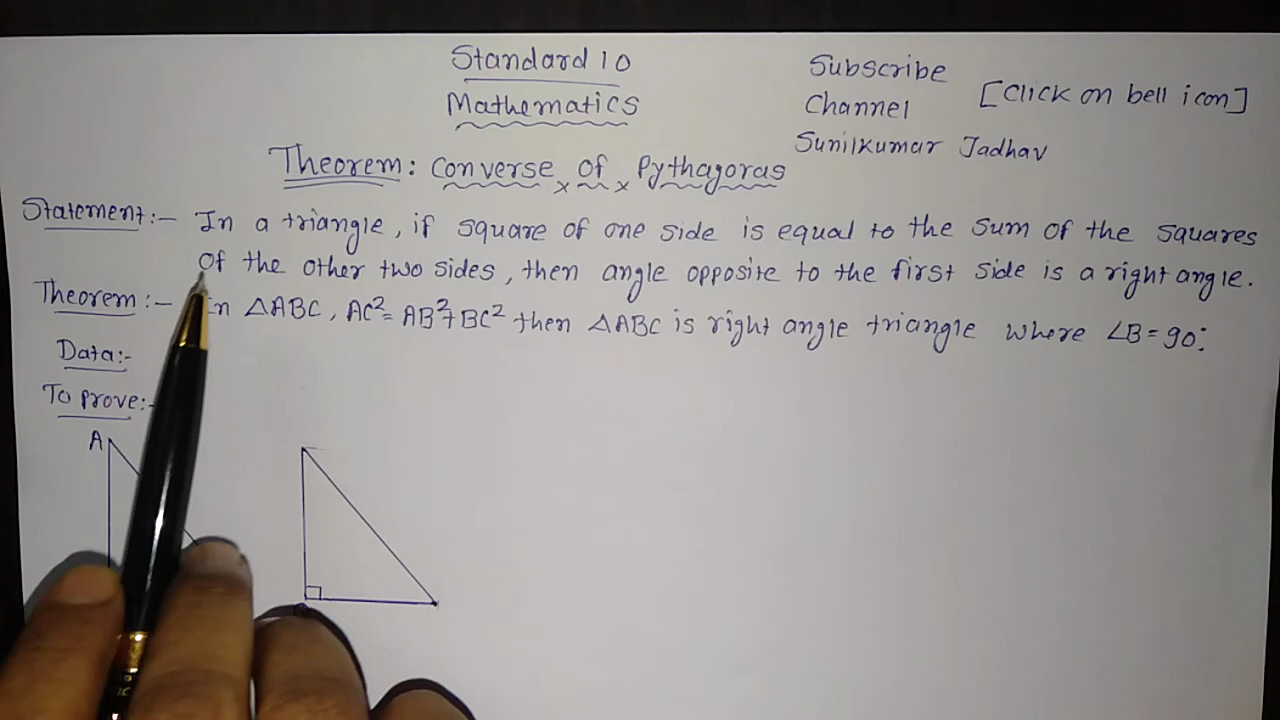 Standard 10
Mathematics
Subscribe
Channel
[Click on bell icon]
Sunilkumar Jadhav
Theorem: Converse of Pythagoras
Statement:- In a triangle, if square of one side is equal to the sum of the squares
of the other two sides, then angle opposite to the first side is a right angle.
Theorem:- In △ABC, AC²= AB²+BC² then △ABC is right angle triangle where ∠B=90°.
Data:-
To prove:-
A